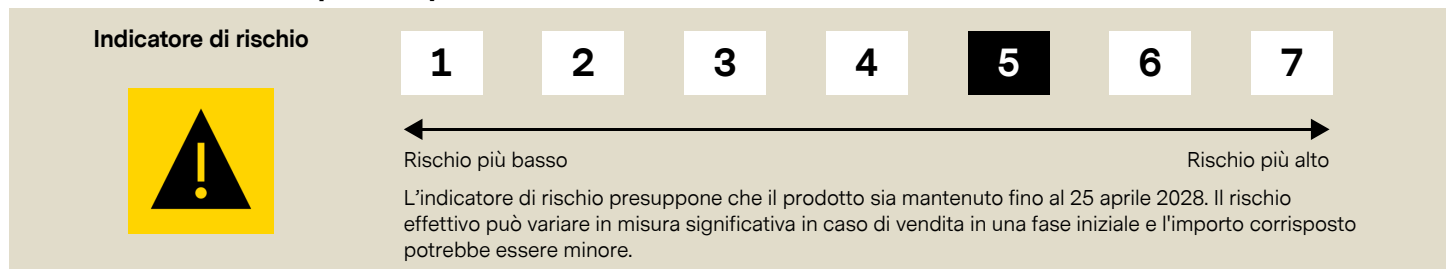 Indicatore di rischio
1 2 3 4 5 6 7
Rischio più basso Rischio più alto
L’indicatore di rischio presuppone che il prodotto sia mantenuto fino al 25 aprile 2028. Il rischio
effettivo può variare in misura significativa in caso di vendita in una fase iniziale e l'importo corrisposto
potrebbe essere minore.